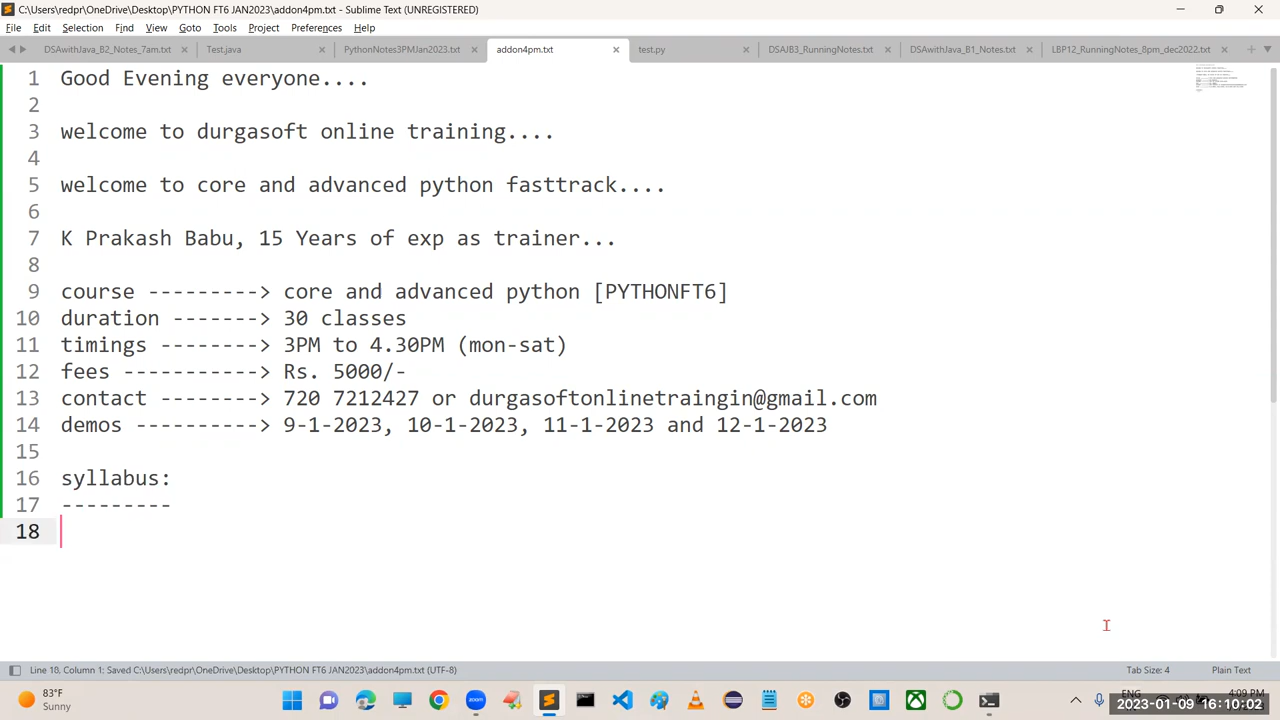 C:\Users\redpr\OneDrive\Desktop\PYTHON FT6 JAN2023\addon4pm.txt - Sublime Text (UNREGISTERED)
File Edit Selection Find View Goto Tools Project Preferences Help
DSAwithJava_B2_Notes_7am.txt Test.java PythonNotes3PMJan2023.txt addon4pm.txt test.py DSAJB3_RunningNotes.txt DSAwithJava_B1_Notes.txt LBP12_RunningNotes_8pm_dec2022.txt
1 Good Evening everyone....
2
3 welcome to durgasoft online training....
4
5 welcome to core and advanced python fasttrack....
6
7 K Prakash Babu, 15 Years of exp as trainer...
8
9 course ---------> core and advanced python [PYTHONFT6]
10 duration -------> 30 classes
11 timings --------> 3PM to 4.30PM (mon-sat)
12 fees -----------> Rs. 5000/-
13 contact --------> 720 7212427 or durgasoftonlinetraingin@gmail.com
14 demos ----------> 9-1-2023, 10-1-2023, 11-1-2023 and 12-1-2023
15
16 syllabus:
17 ---------
18
Line 18, Column 1: Saved C:\Users\redpr\OneDrive\Desktop\PYTHON FT6 JAN2023\addon4pm.txt (UTF-8) Tab Size: 4 Plain Text
83°F
Sunny
zoom
ENG
4:09 PM
2023-01-09 16:10:02